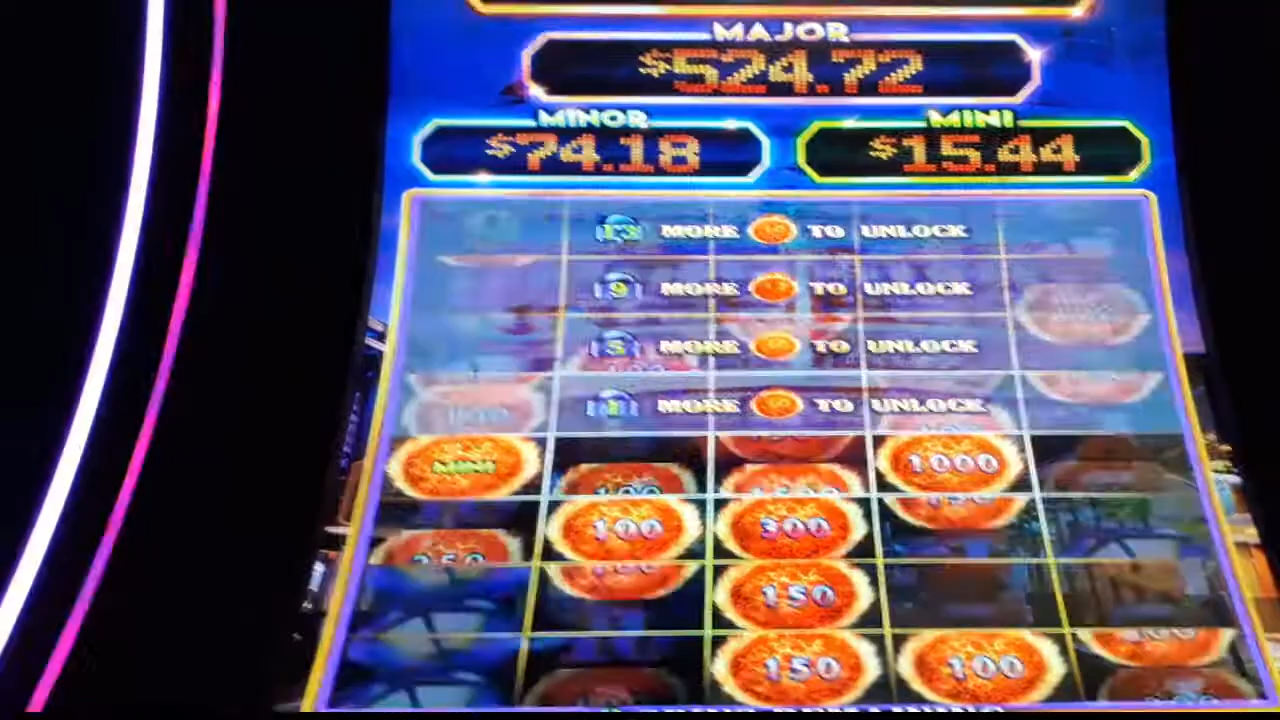 MAJOR
$524.72
MINOR
$74.18
MINI
$15.44
MORE TO UNLOCK
9 MORE TO UNLOCK
5 MORE TO UNLOCK
1 MORE TO UNLOCK
MINI
1000
100
300
250
150
150
100